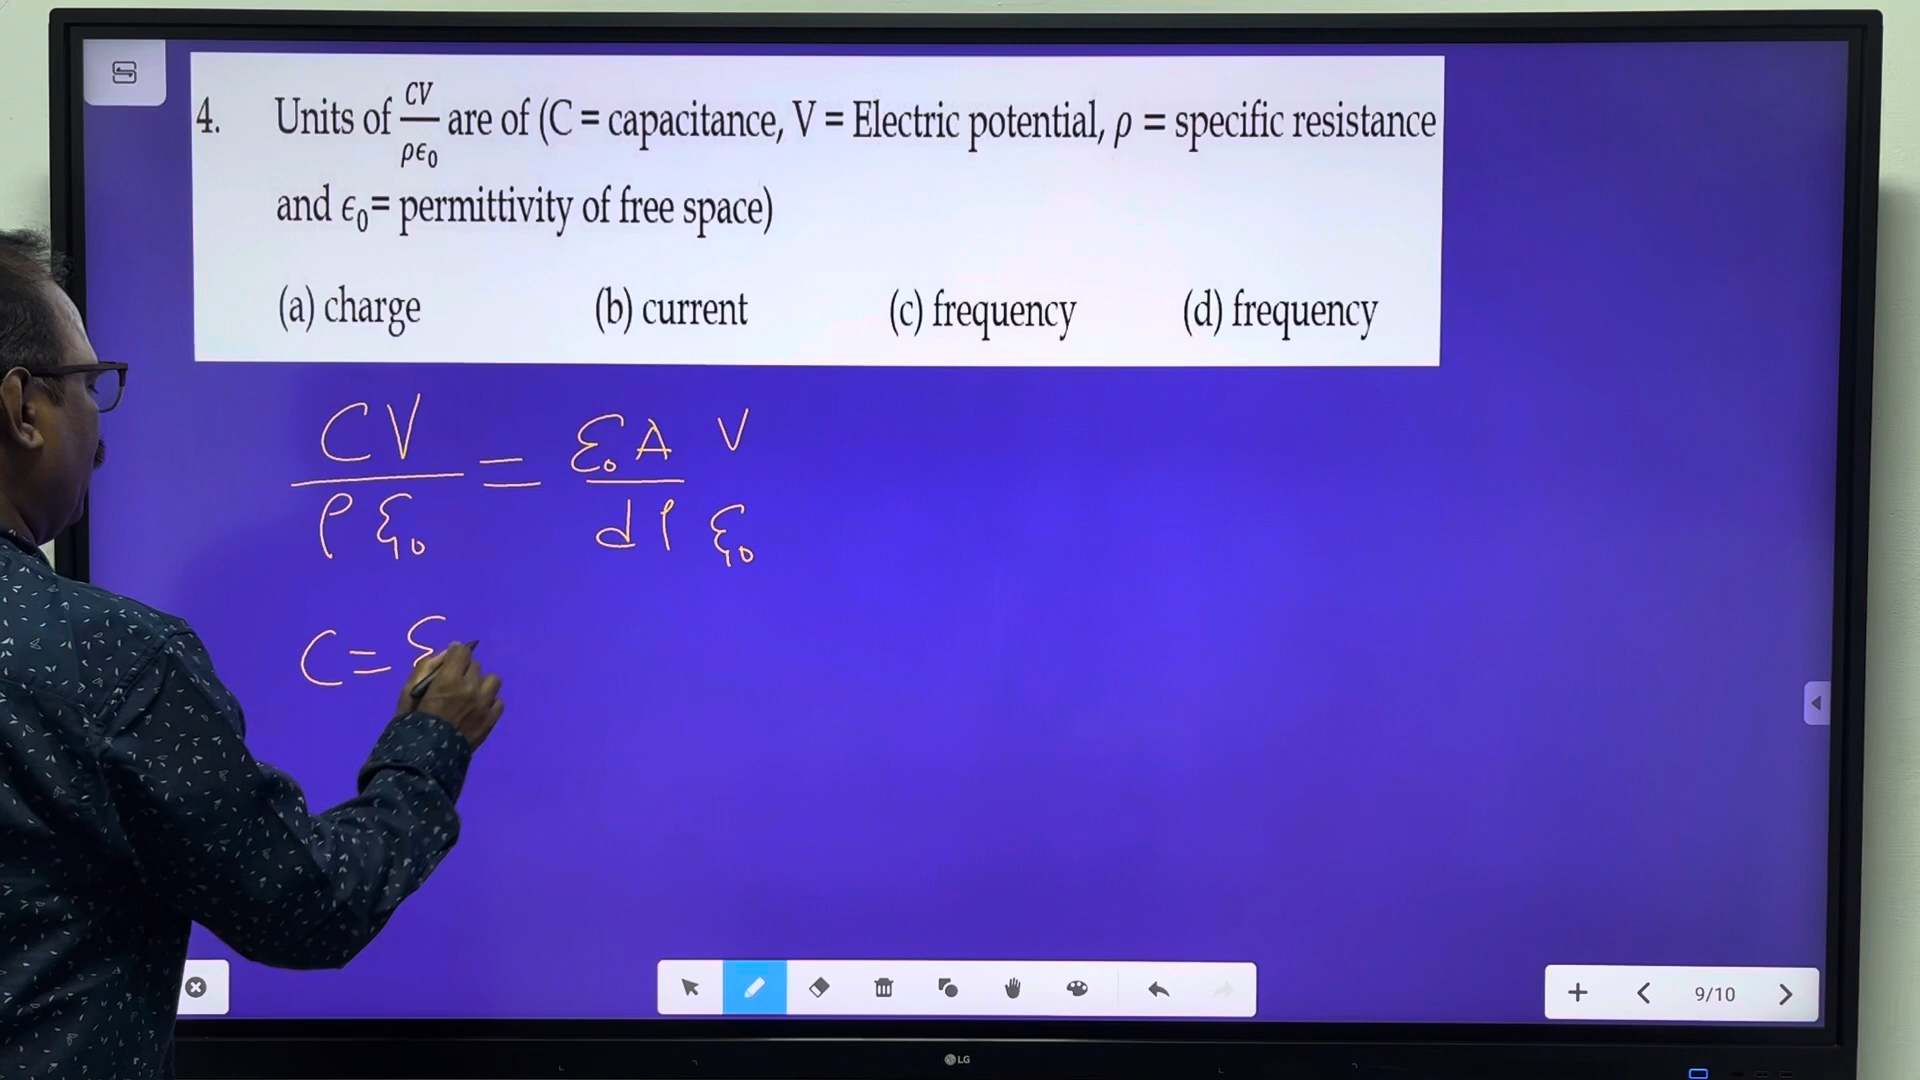 4. Units of CV/ρϵ₀ are of (C = capacitance, V = Electric potential, ρ = specific resistance
and ϵ₀= permittivity of free space)
(a) charge (b) current (c) frequency (d) frequency
CV/ρε₀ = ε₀A V/dρ ε₀
C = ε
9/10
LG